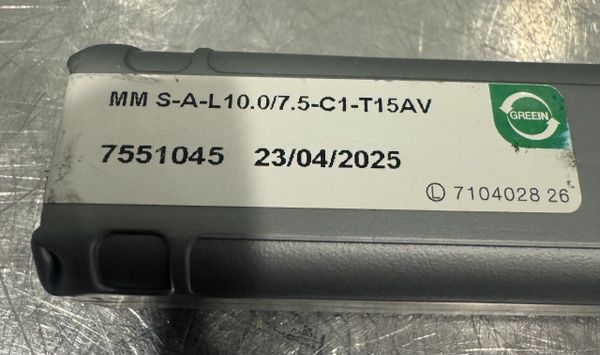 MM S-A-L10.0/7.5-C1-T15AV
GREEIN
7551045 23/04/2025
Ⓛ 7104028 26